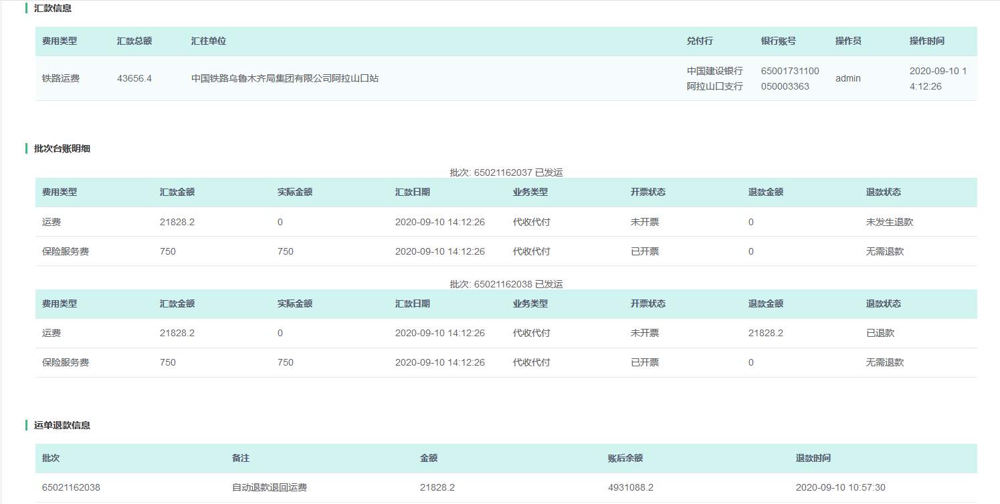 汇款信息
费用类型 汇款总额 汇往单位 兑付行 银行账号 操作员 操作时间
铁路运费 43656.4 中国铁路乌鲁木齐局集团有限公司阿拉山口站 中国建设银行阿拉山口支行 65001731100050003363 admin 2020-09-10 14:12:26
批次台账明细
批次: 65021162037 已发运
费用类型 汇款金额 实际金额 汇款日期 业务类型 开票状态 退款金额 退款状态
运费 21828.2 0 2020-09-10 14:12:26 代收代付 未开票 0 未发生退款
保险服务费 750 750 2020-09-10 14:12:26 代收代付 已开票 0 无需退款
批次: 65021162038 已发运
费用类型 汇款金额 实际金额 汇款日期 业务类型 开票状态 退款金额 退款状态
运费 21828.2 0 2020-09-10 14:12:26 代收代付 未开票 21828.2 已退款
保险服务费 750 750 2020-09-10 14:12:26 代收代付 已开票 0 无需退款
运单退款信息
批次 备注 金额 账后余额 退款时间
65021162038 自动退款退回运费 21828.2 4931088.2 2020-09-10 10:57:30